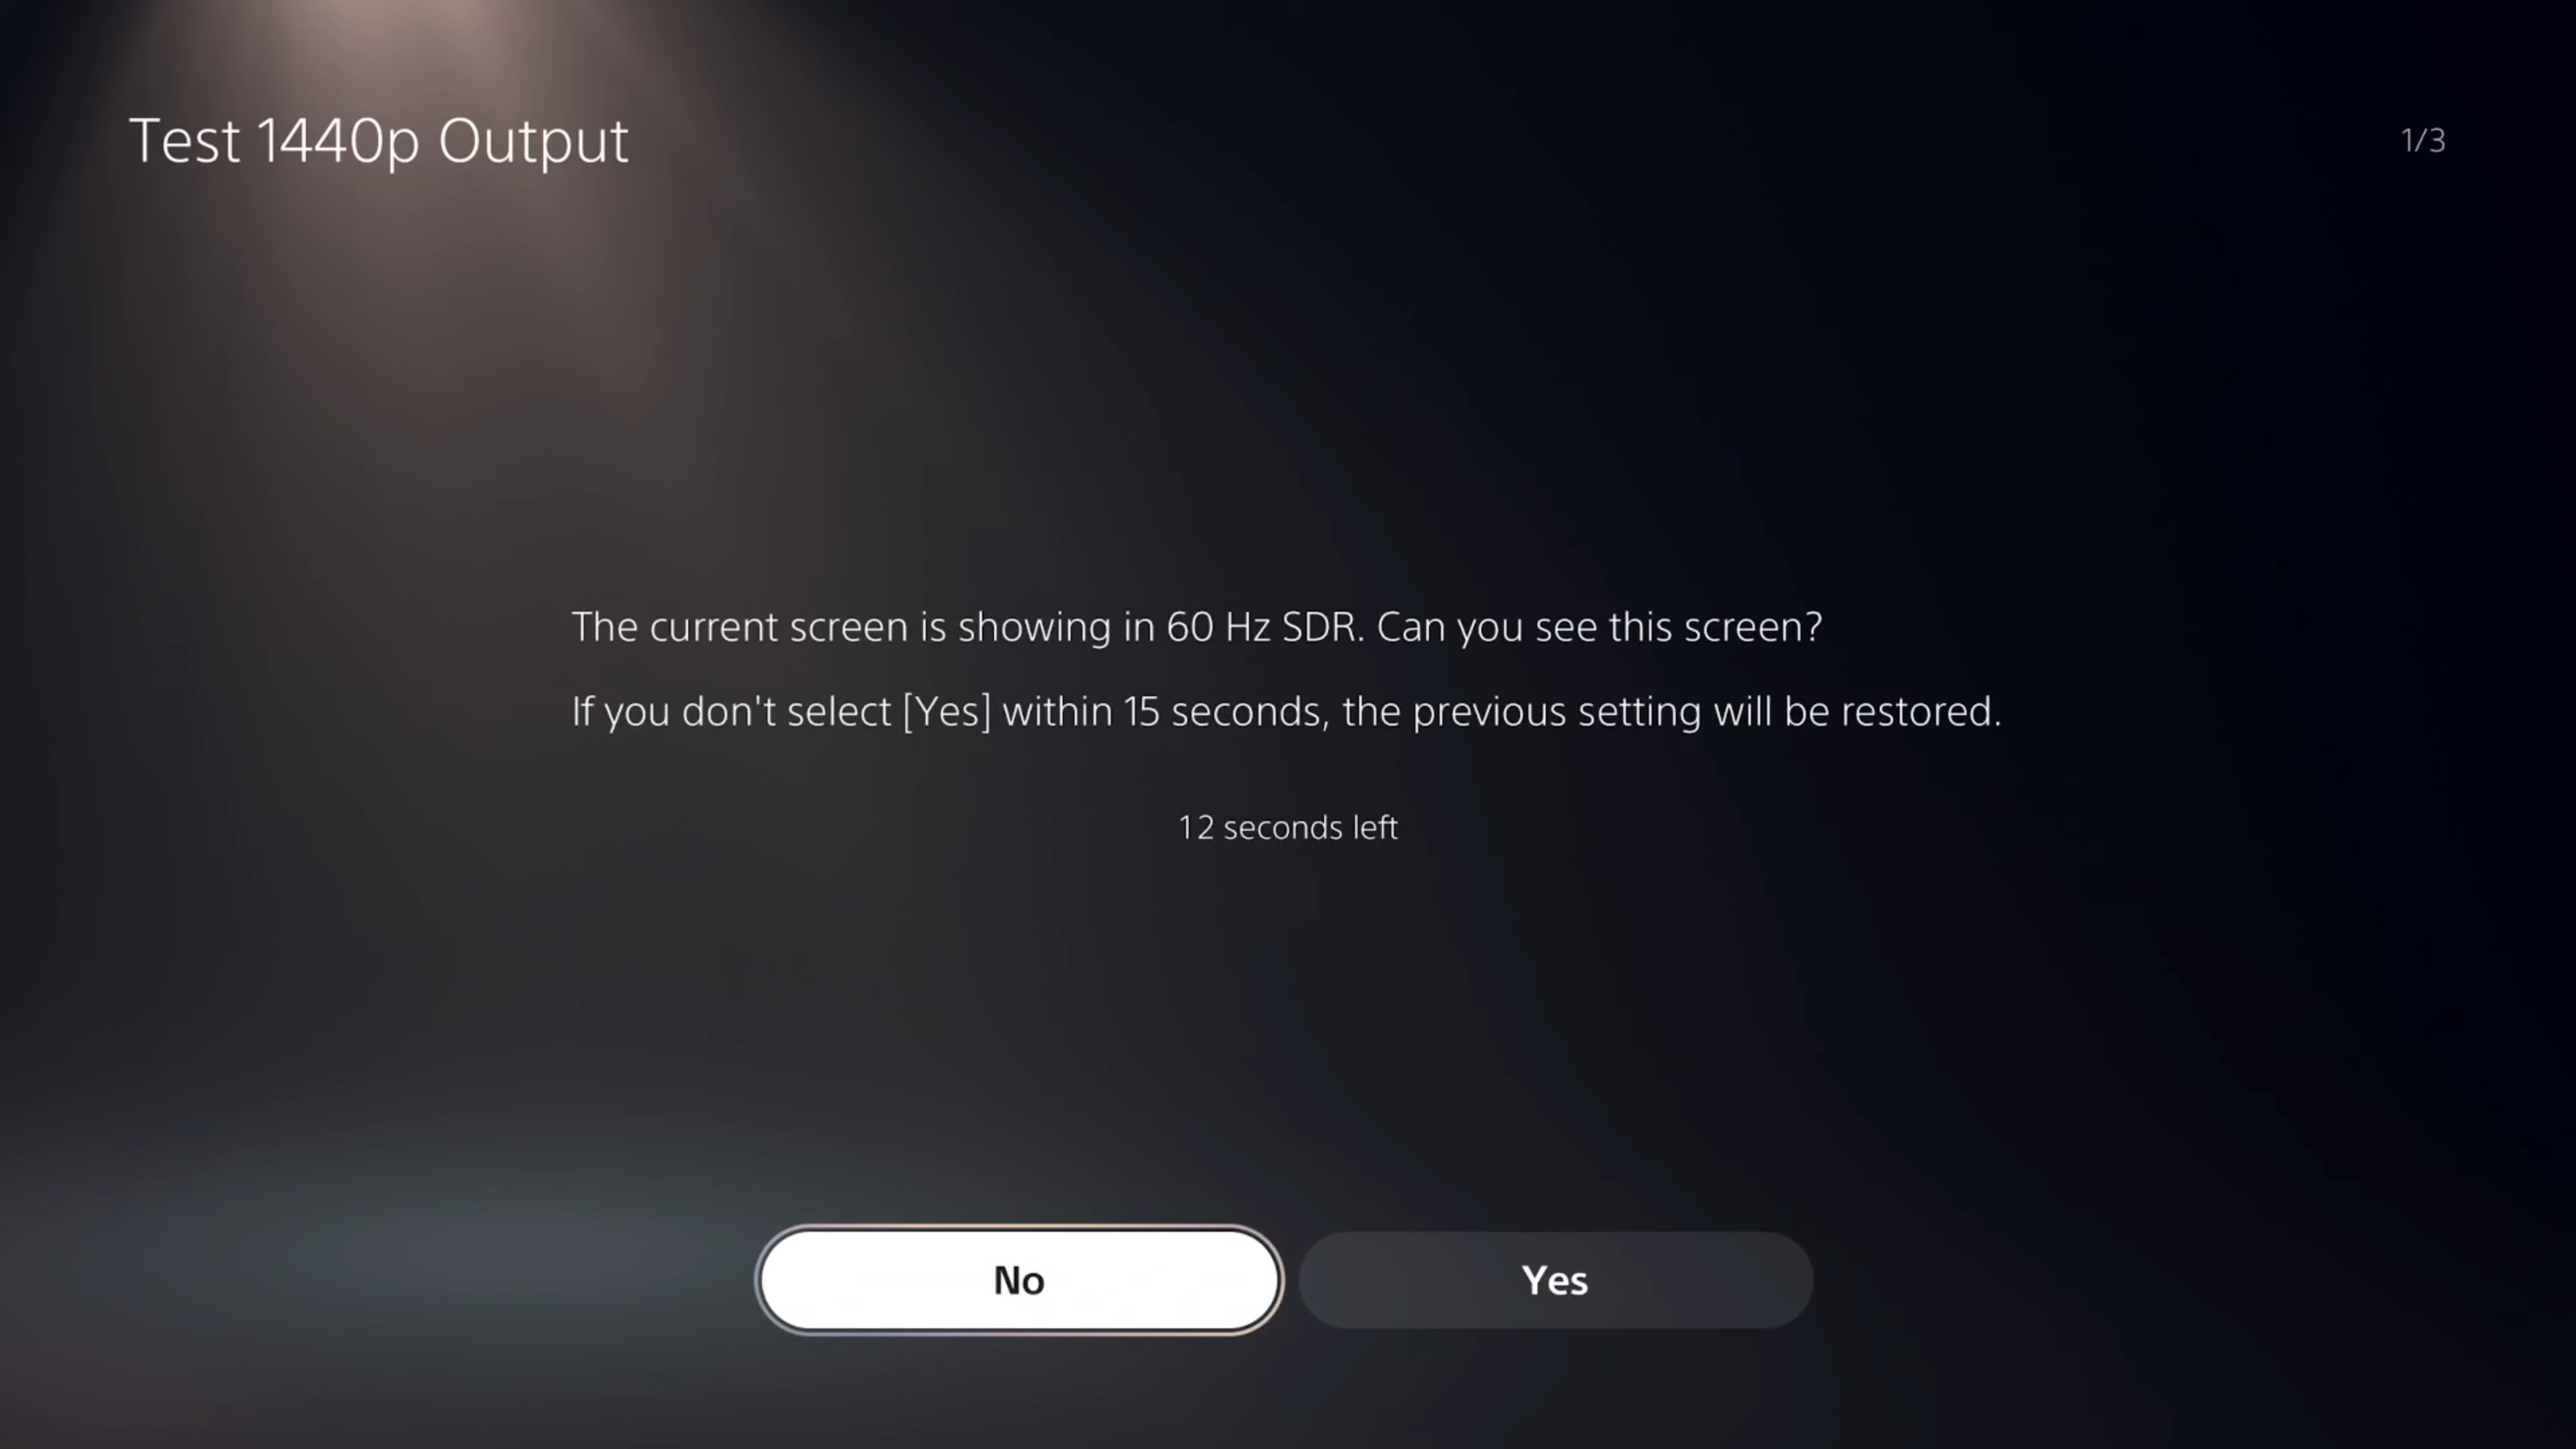 Test 1440p Output
1/3
The current screen is showing in 60 Hz SDR. Can you see this screen?
If you don't select [Yes] within 15 seconds, the previous setting will be restored.
12 seconds left
No
Yes